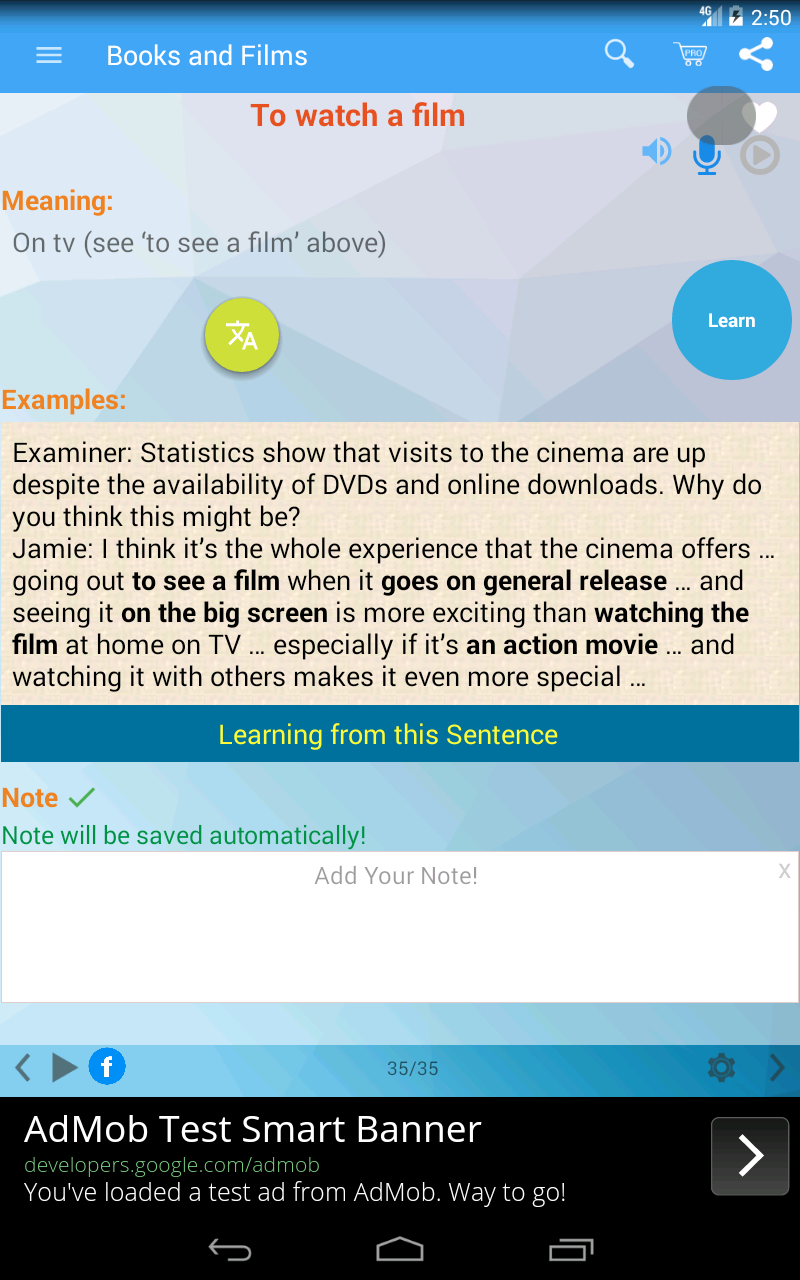 4G 2:50
Books and Films
PRO
To watch a film
Meaning:
On tv (see ‘to see a film’ above)
Learn
Examples:
Examiner: Statistics show that visits to the cinema are up
despite the availability of DVDs and online downloads. Why do
you think this might be?
Jamie: I think it’s the whole experience that the cinema offers ...
going out to see a film when it goes on general release ... and
seeing it on the big screen is more exciting than watching the
film at home on TV ... especially if it’s an action movie ... and
watching it with others makes it even more special ...
Learning from this Sentence
Note
Note will be saved automatically!
Add Your Note!
X
f
35/35
AdMob Test Smart Banner
developers.google.com/admob
You've loaded a test ad from AdMob. Way to go!